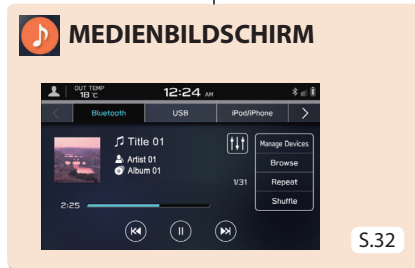 MEDIENBILDSCHIRM
OUT TEMP
18 °C
12:24 AM
Bluetooth USB iPod/iPhone
Title 01
Artist 01
Album 01
Manage Devices
Browse
1/31 Repeat
Shuffle
2:25
S.32